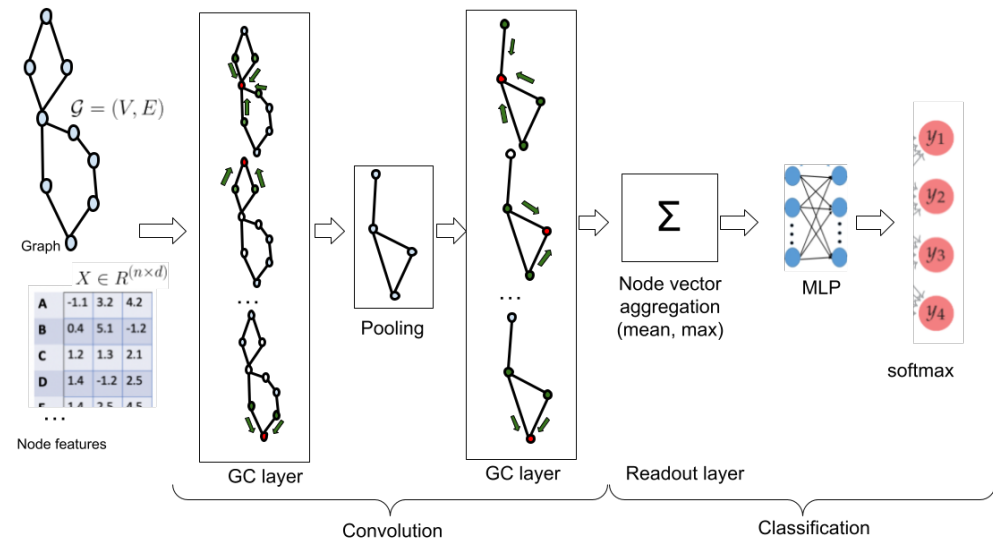 𝒢 = (V, E)
Graph
X ∈ R^(n×d)
A -1.1 3.2 4.2
B 0.4 5.1 -1.2
C 1.2 1.3 2.1
D 1.4 -1.2 2.5
...
Node features
...
GC layer
Pooling
...
GC layer
Σ
Node vector
aggregation
(mean, max)
Readout layer
MLP
y1
y2
y3
y4
softmax
Convolution
Classification